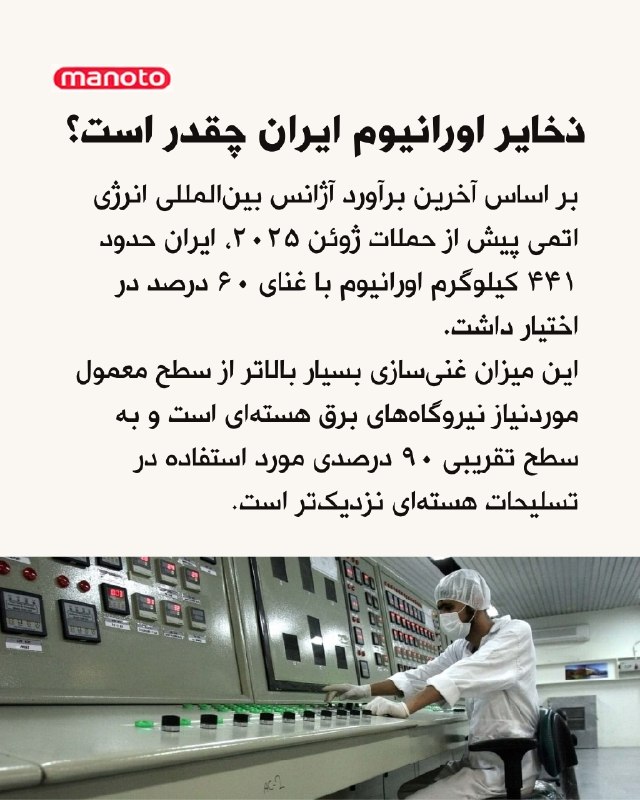 manoto
ذخایر اورانیوم ایران چقدر است؟
بر اساس آخرین برآورد آژانس بین‌المللی انرژی
اتمی پیش از حملات ژوئن ۲۰۲۵، ایران حدود
۴۴۱ کیلوگرم اورانیوم با غنای ۶۰ درصد در
اختیار داشت.
این میزان غنی‌سازی بسیار بالاتر از سطح معمول
موردنیاز نیروگاه‌های برق هسته‌ای است و به
سطح تقریبی ۹۰ درصدی مورد استفاده در
تسلیحات هسته‌ای نزدیک‌تر است.